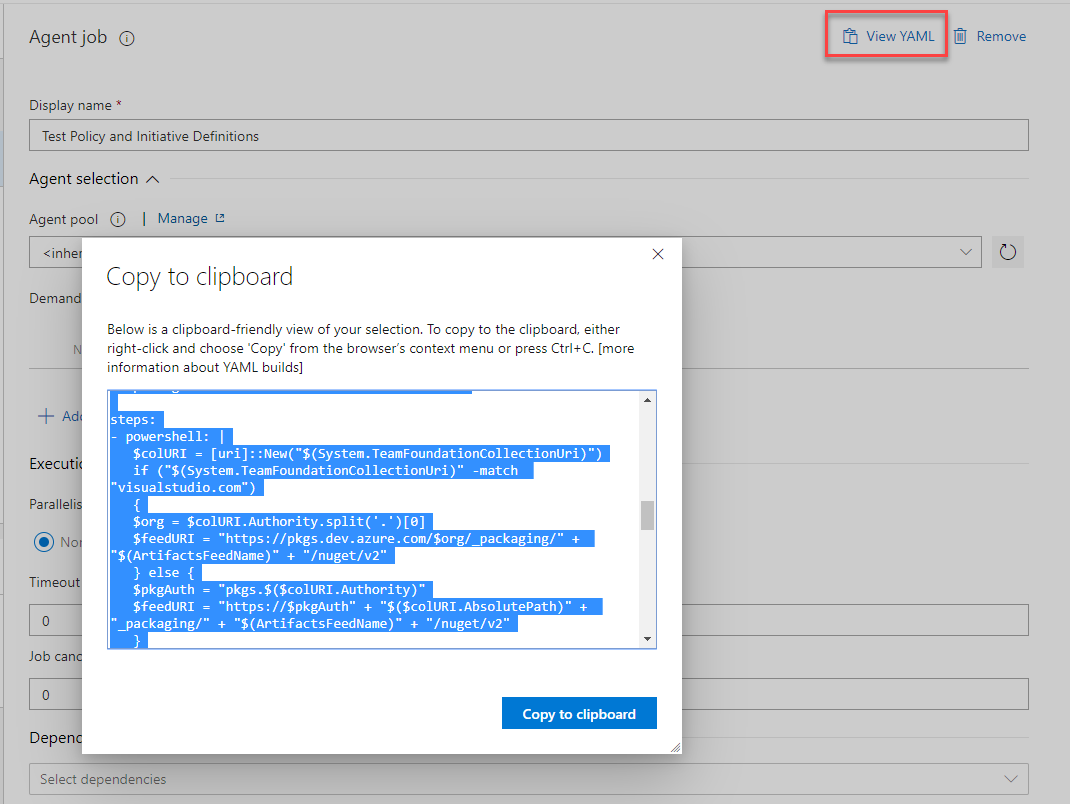 Agent job
View YAML
Remove
Display name *
Test Policy and Initiative Definitions
Agent selection
Agent pool
| Manage
Demand
Add
Copy to clipboard
Below is a clipboard-friendly view of your selection. To copy to the clipboard, either
right-click and choose 'Copy' from the browser's context menu or press Ctrl+C. [more
information about YAML builds]
steps:
- powershell: |
$colURI = [uri]::New("$(System.TeamFoundationCollectionUri)")
if ("$(System.TeamFoundationCollectionUri)" -match
"visualstudio.com")
{
$org = $colURI.Authority.split('.')[0]
$feedURI = "https://pkgs.dev.azure.com/$org/_packaging/" +
"$(ArtifactsFeedName)" + "/nuget/v2"
} else {
$pkgAuth = "pkgs.$($colURI.Authority)"
$feedURI = "https://$pkgAuth" + "$($colURI.AbsolutePath)" +
"_packaging/" + "$(ArtifactsFeedName)" + "/nuget/v2"
}
Timeout
0
Job canc
0
Copy to clipboard
Depend
Select dependencies